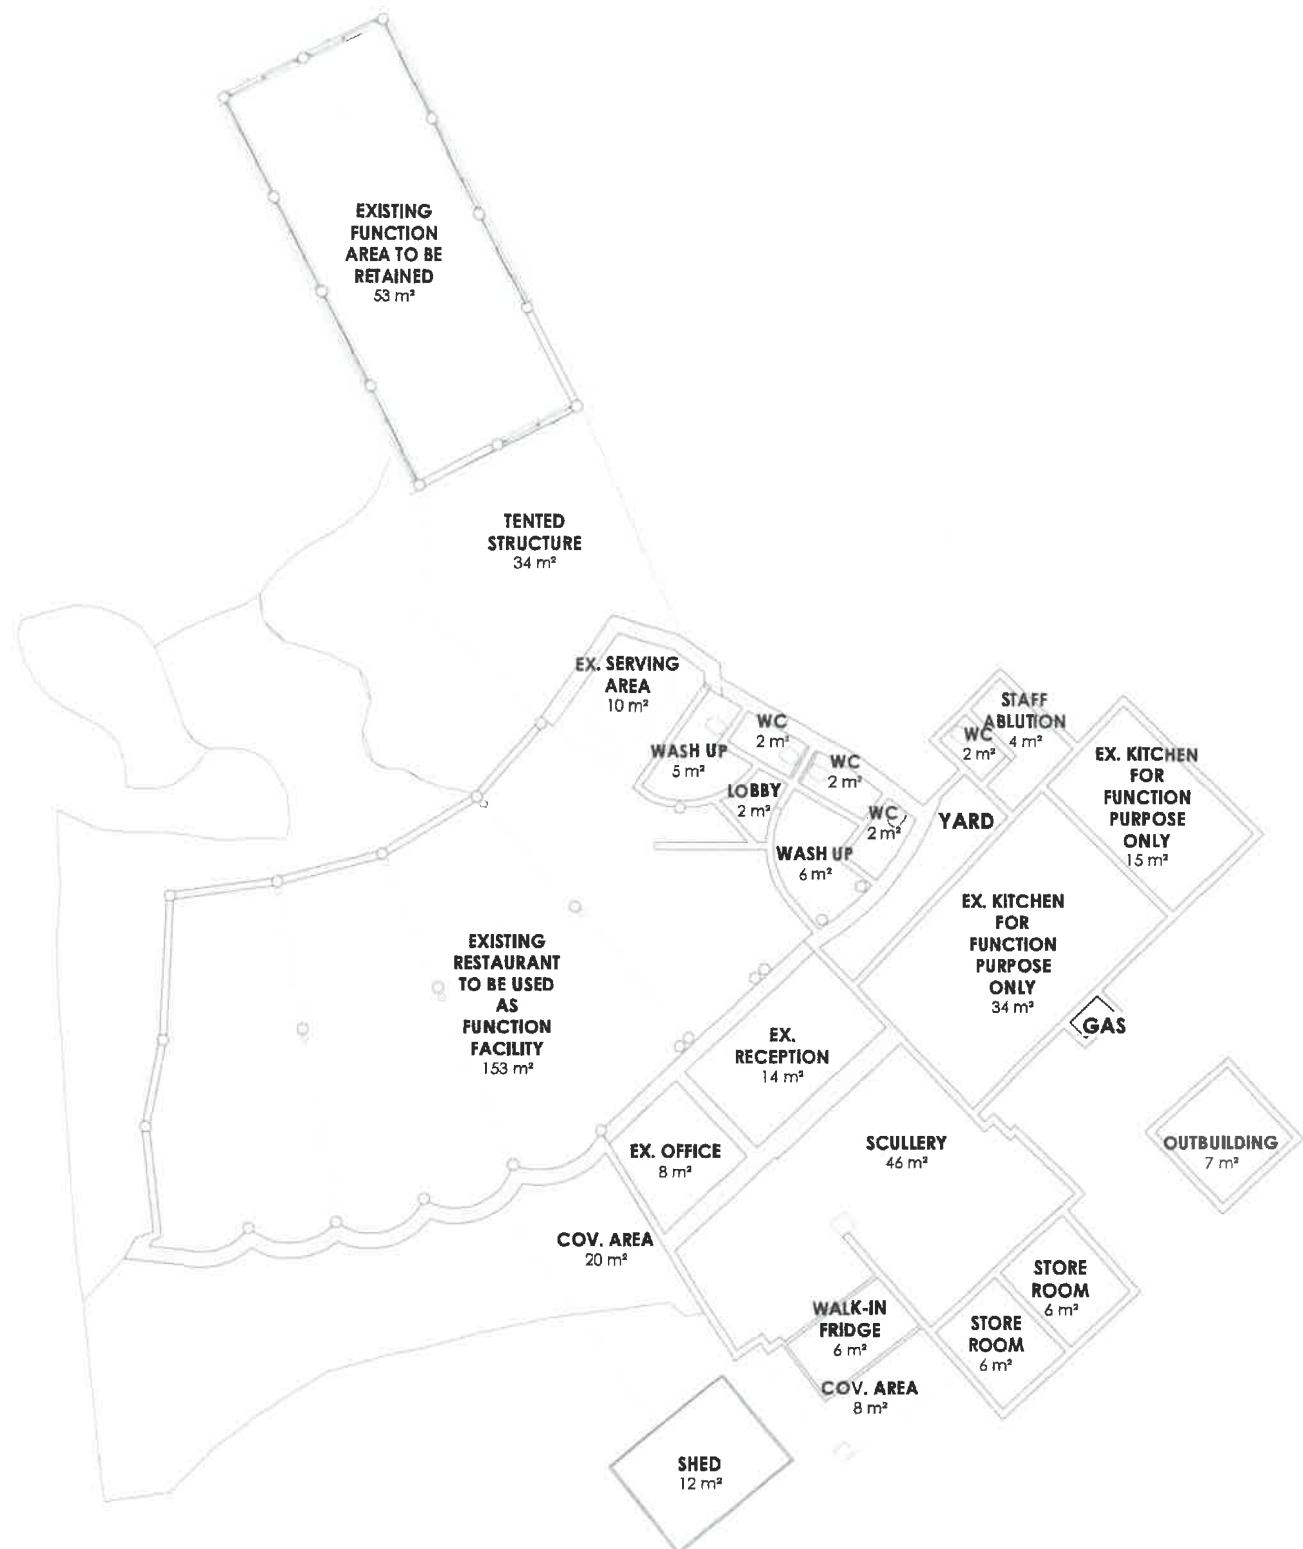 EXISTING
FUNCTION
AREA TO BE
RETAINED
53 m²
TENTED
STRUCTURE
34 m²
EX. SERVING
AREA
10 m²
WASH UP
5 m²
WC
2 m²
WC
2 m²
LOBBY
2 m²
WC
2 m²
WASH UP
6 m²
STAFF
ABLUTION
4 m²
WC
2 m²
YARD
EX. KITCHEN
FOR
FUNCTION
PURPOSE
ONLY
15 m²
EX. KITCHEN
FOR
FUNCTION
PURPOSE
ONLY
34 m²
GAS
EXISTING
RESTAURANT
TO BE USED
AS
FUNCTION
FACILITY
153 m²
EX.
RECEPTION
14 m²
EX. OFFICE
8 m²
SCULLERY
46 m²
OUTBUILDING
7 m²
COV. AREA
20 m²
STORE
ROOM
6 m²
WALK-IN
FRIDGE
6 m²
STORE
ROOM
6 m²
COV. AREA
8 m²
SHED
12 m²